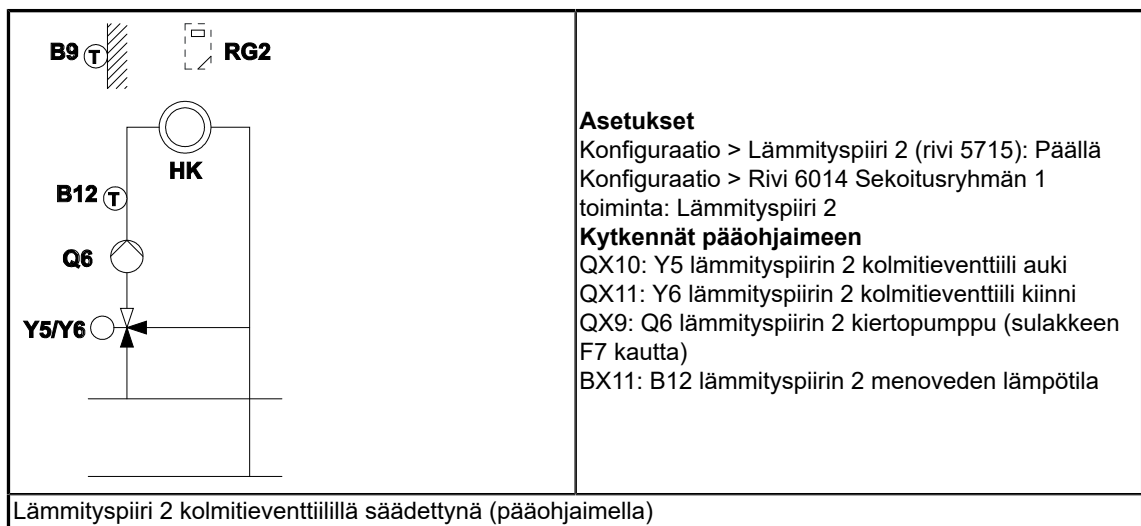 B9 T
RG2
HK
B12 T
Q6
Y5/Y6
Asetukset
Konfiguraatio > Lämmityspiiri 2 (rivi 5715): Päällä
Konfiguraatio > Rivi 6014 Sekoitusryhmän 1
toiminta: Lämmityspiiri 2
Kytkennät pääohjaimeen
QX10: Y5 lämmityspiirin 2 kolmitieventtiili auki
QX11: Y6 lämmityspiirin 2 kolmitieventtiili kiinni
QX9: Q6 lämmityspiirin 2 kiertopumppu (sulakkeen
F7 kautta)
BX11: B12 lämmityspiirin 2 menoveden lämpötila
Lämmityspiiri 2 kolmitieventtiilillä säädettynä (pääohjaimella)